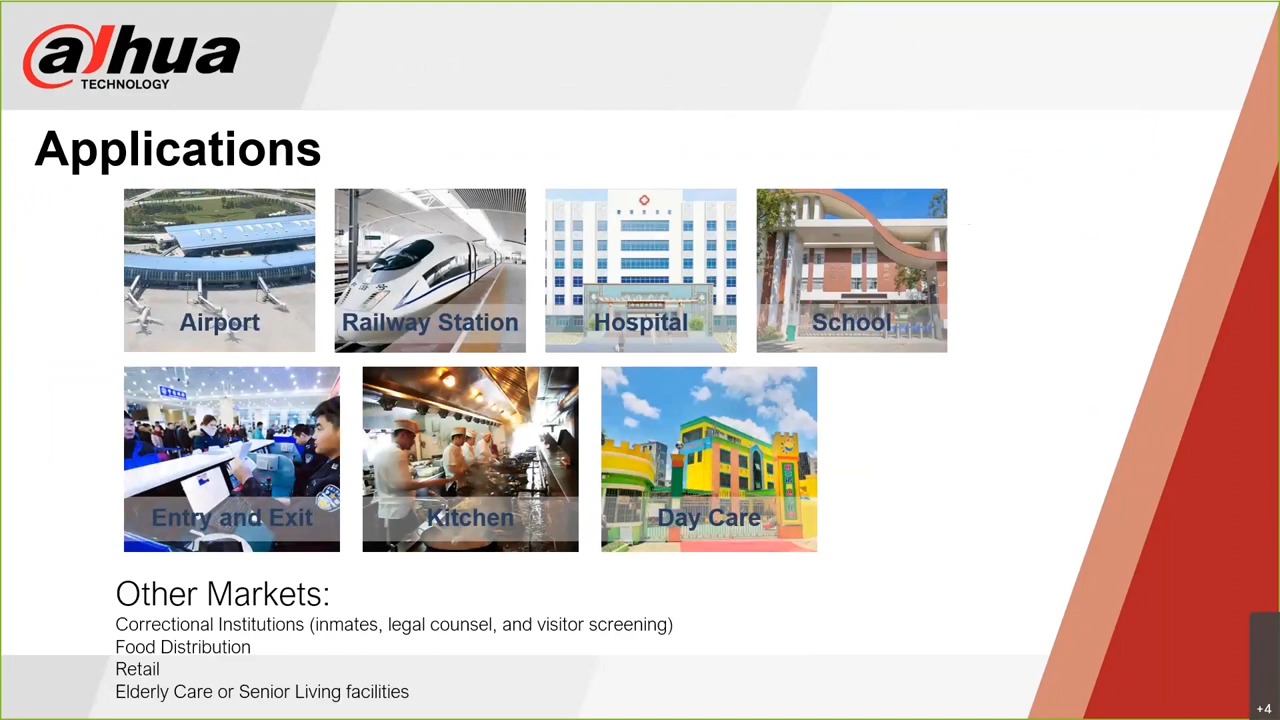 alhua
TECHNOLOGY
Applications
Airport
Railway Station
Hospital
School
Entry and Exit
Kitchen
Day Care
Other Markets:
Correctional Institutions (inmates, legal counsel, and visitor screening)
Food Distribution
Retail
Elderly Care or Senior Living facilities
+4